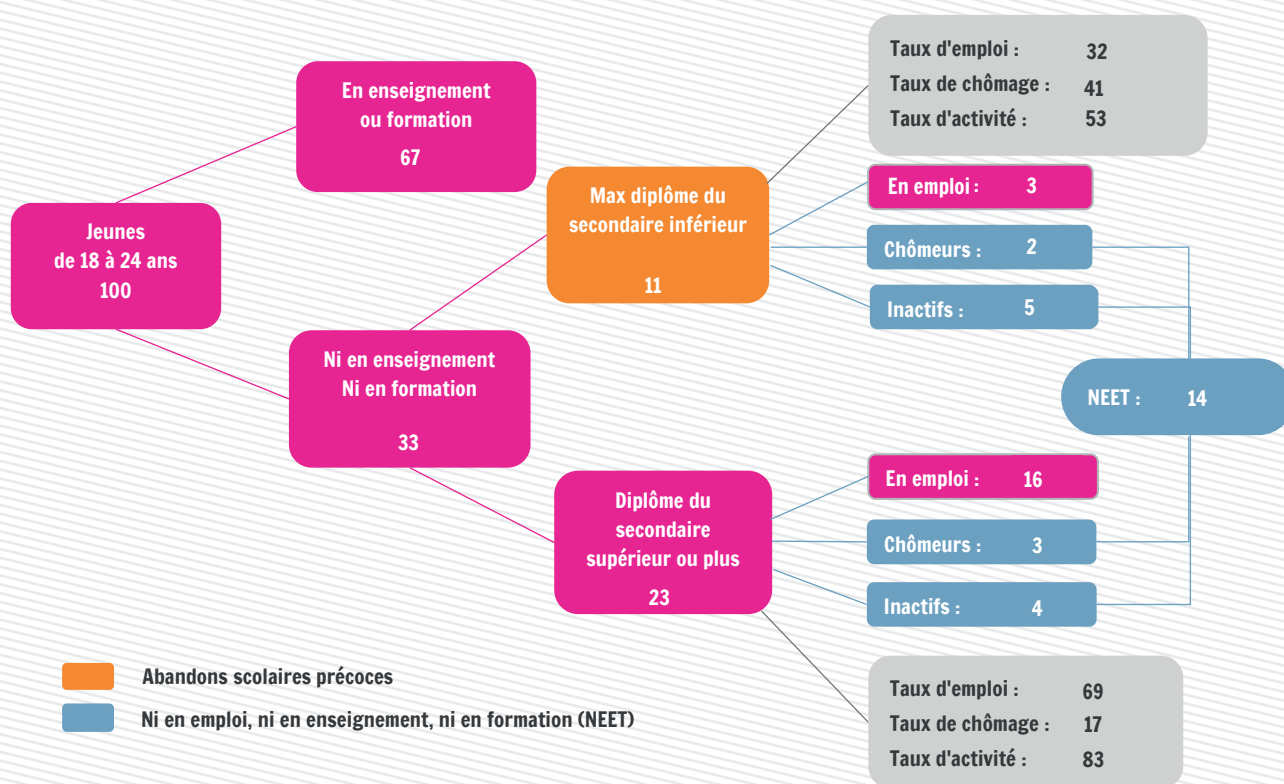 Taux d'emploi : 32
Taux de chômage : 41
Taux d'activité : 53
En enseignement
ou formation
67
Max diplôme du
secondaire inférieur
11
En emploi : 3
Chômeurs : 2
Inactifs : 5
Jeunes
de 18 à 24 ans
100
Ni en enseignement
Ni en formation
33
NEET : 14
Diplôme du
secondaire
supérieur ou plus
23
En emploi : 16
Chômeurs : 3
Inactifs : 4
Abandons scolaires précoces
Ni en emploi, ni en enseignement, ni en formation (NEET)
Taux d'emploi : 69
Taux de chômage : 17
Taux d'activité : 83